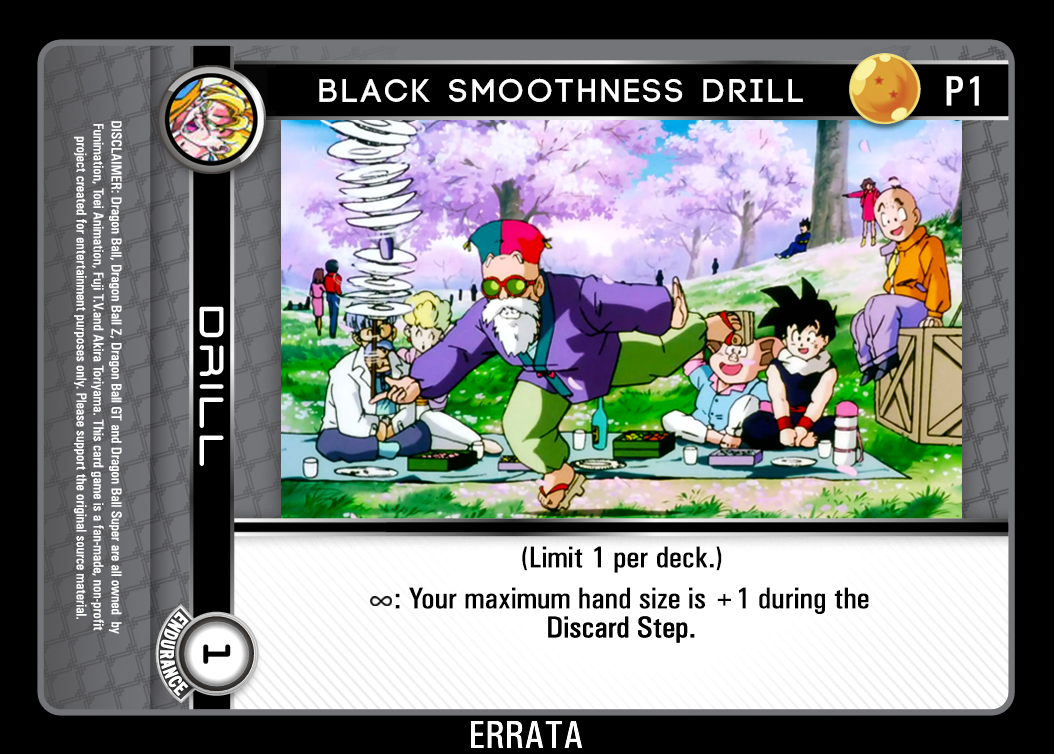 BLACK SMOOTHNESS DRILL
P1
DISCLAIMER: Dragon Ball, Dragon Ball Z, Dragon Ball GT and Dragon Ball Super are all owned by
Funimation, Toei Animation, Fuji T.V.and Akira Toriyama. This card game is a fan-made, non-profit
project created for entertainment purposes only. Please support the original source material.
DRILL
(Limit 1 per deck.)
∞: Your maximum hand size is +1 during the
Discard Step.
ENDURANCE
1
ERRATA